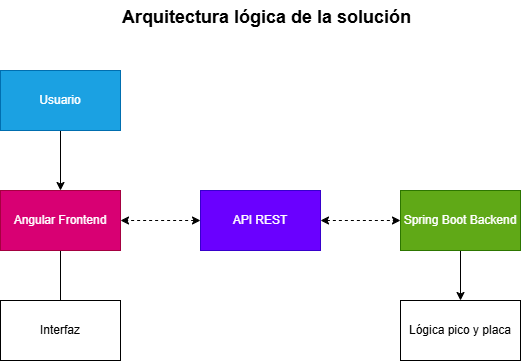 Arquitectura lógica de la solución
Usuario
Angular Frontend
API REST
Spring Boot Backend
Interfaz
Lógica pico y placa